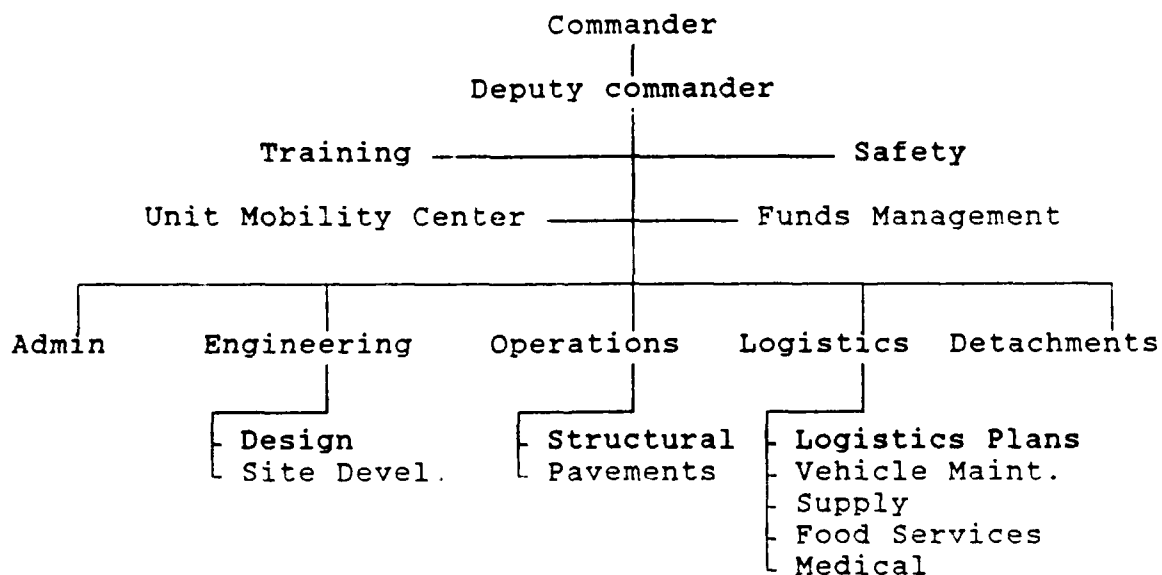 Commander
Deputy commander
Training Safety
Unit Mobility Center Funds Management
Admin Engineering Operations Logistics Detachments
Design Structural Logistics Plans
Site Devel. Pavements Vehicle Maint.
Supply
Food Services
Medical